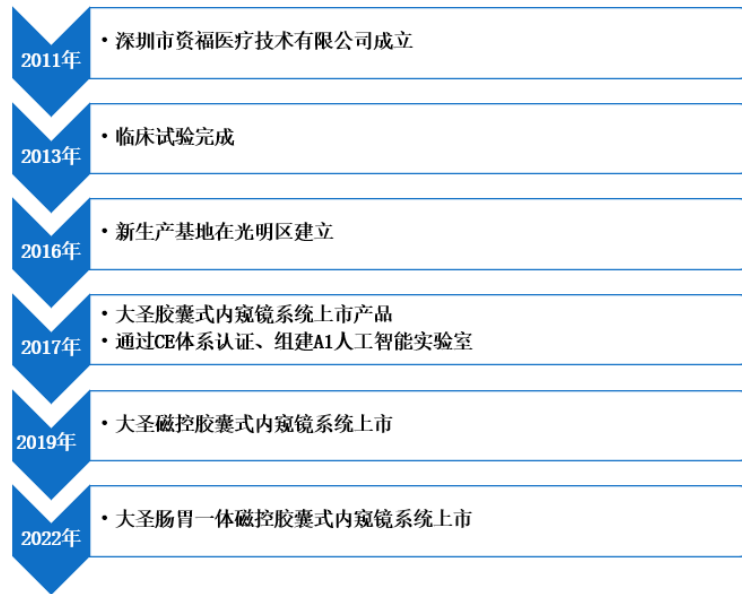 2011年
• 深圳市资福医疗技术有限公司成立
2013年
• 临床试验完成
2016年
• 新生产基地在光明区建立
2017年
• 大圣胶囊式内窥镜系统上市产品
• 通过CE体系认证、组建A1人工智能实验室
2019年
• 大圣磁控胶囊式内窥镜系统上市
2022年
• 大圣肠胃一体磁控胶囊式内窥镜系统上市